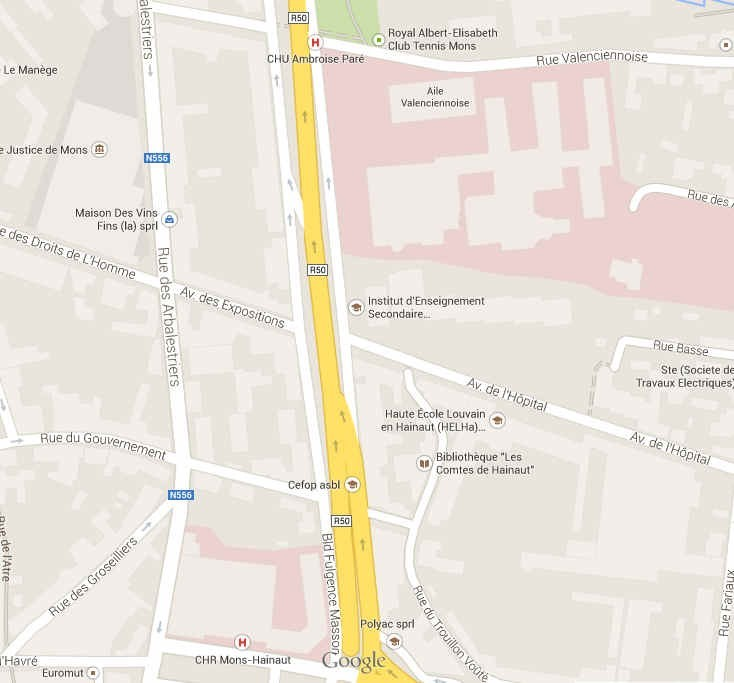 R50
Royal Albert-Elisabeth
Club Tennis Mons
CHU Ambroise Paré
Rue Valenciennoise
balestriers
Le Manège
Aile
Valenciennoise
N556
e Justice de Mons
Rue des A
Maison Des Vins
Fins (la) sprl
e des Droits de L'Homme
R50
Av. des Expositions
Rue des Arbalestriers
Institut d'Enseignement
Secondaire...
Rue Basse
Ste (Societe de
Travaux Electriques)
Av. de l'Hôpital
Haute École Louvain
en Hainaut (HELHa)...
Rue du Gouvernement
Av. de l'Hôpital
Bibliothèque "Les
Comtes de Hainaut"
Cefop asbl
N556
R50
Rue de l'Atre
Rue des Groseilliers
Bld Fulgence Masson
Rue du Trouillon Voûté
Rue Fariaux
Polyac sprl
CHR Mons-Hainaut
Google
'Havré
Euromut